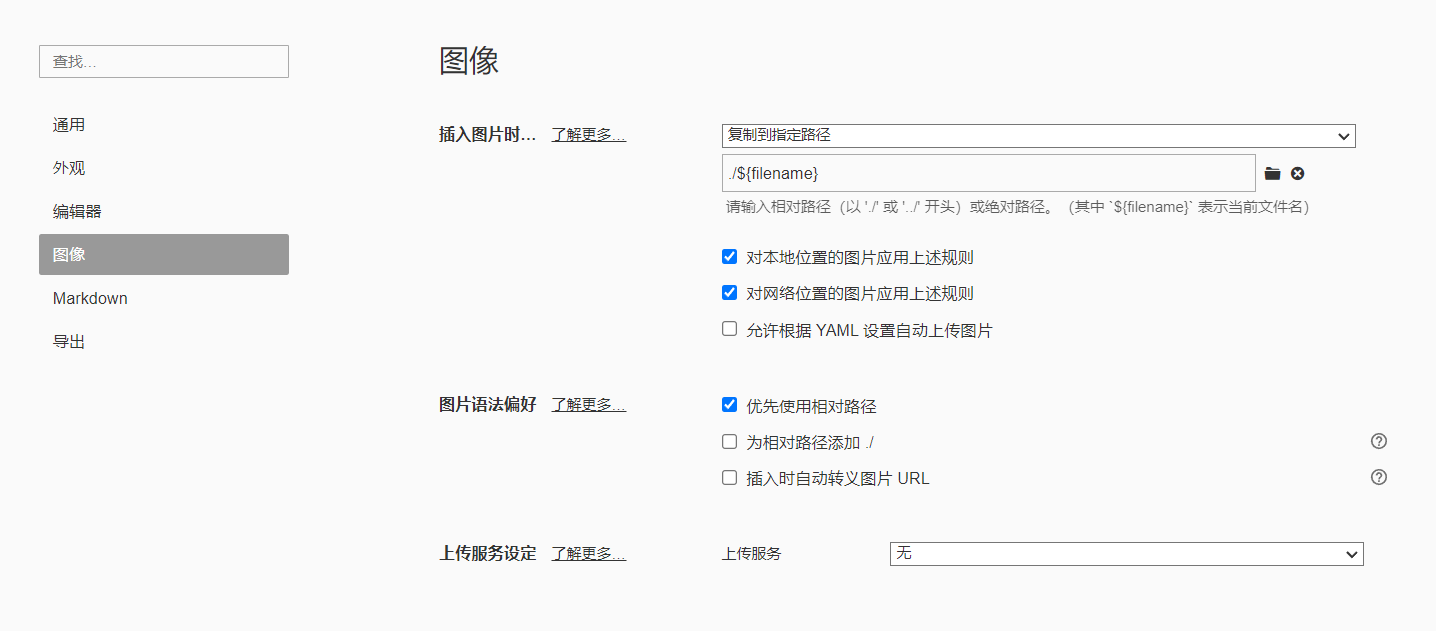 查找...
通用
外观
编辑器
图像
Markdown
导出
图像
插入图片时... 了解更多... 复制到指定路径
./${filename}
请输入相对路径（以 './' 或 '../' 开头）或绝对路径。（其中 `${filename}` 表示当前文件名）
对本地位置的图片应用上述规则
对网络位置的图片应用上述规则
允许根据 YAML 设置自动上传图片
图片语法偏好 了解更多... 优先使用相对路径
为相对路径添加 ./
插入时自动转义图片 URL
上传服务设定 了解更多... 上传服务 无